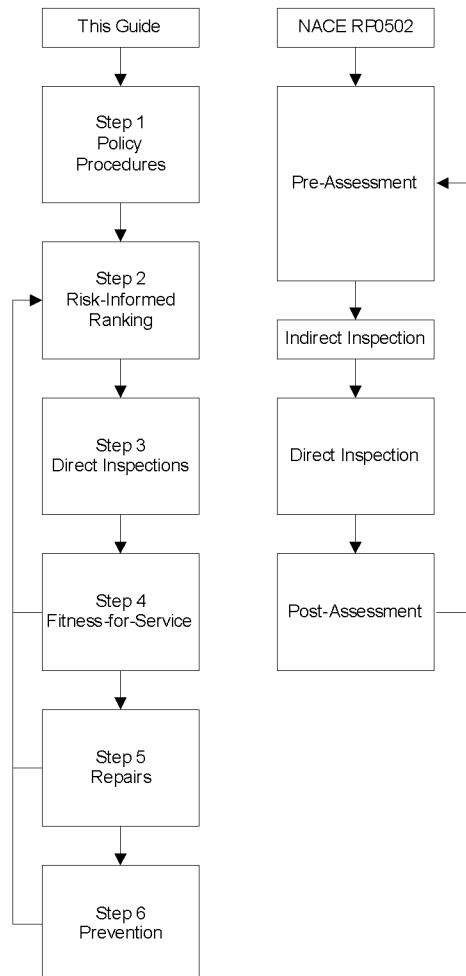 This Guide
Step 1
Policy
Procedures
Step 2
Risk-Informed
Ranking
Step 3
Direct Inspections
Step 4
Fitness-for-Service
Step 5
Repairs
Step 6
Prevention
NACE RP0502
Pre-Assessment
Indirect Inspection
Direct Inspection
Post-Assessment